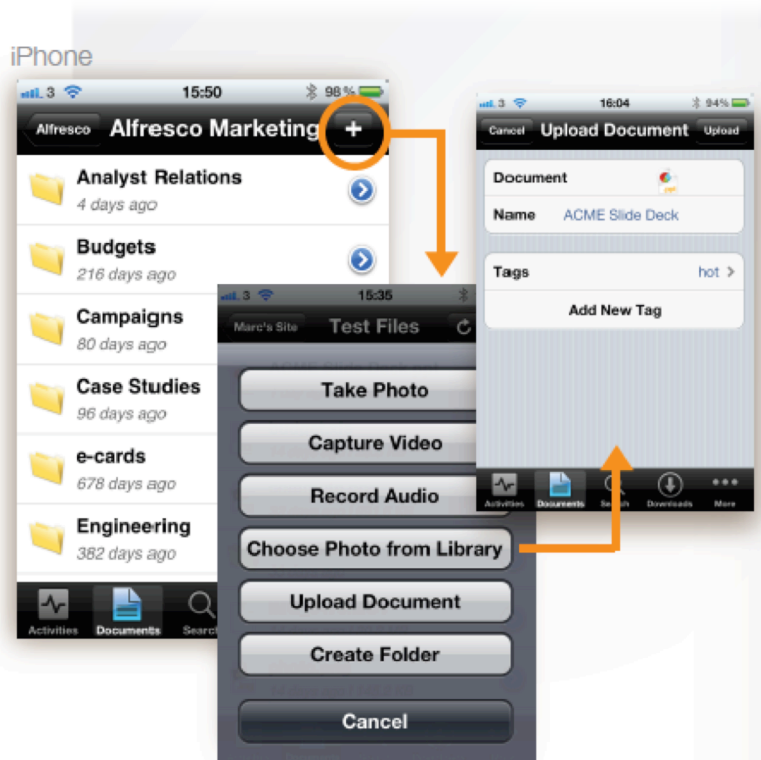 iPhone
3 15:50 98%
Alfresco Alfresco Marketing +
Analyst Relations
4 days ago
Budgets
216 days ago
Campaigns
80 days ago
Case Studies
96 days ago
e-cards
678 days ago
Engineering
382 days ago
Activities Documents Search
3 15:35
Marc's Site Test Files
Take Photo
Capture Video
Record Audio
Choose Photo from Library
Upload Document
Create Folder
Cancel
3 16:04 94%
Cancel Upload Document Upload
Document
Name ACME Slide Deck
Tags hot >
Add New Tag
Activities Documents Search Downloads More